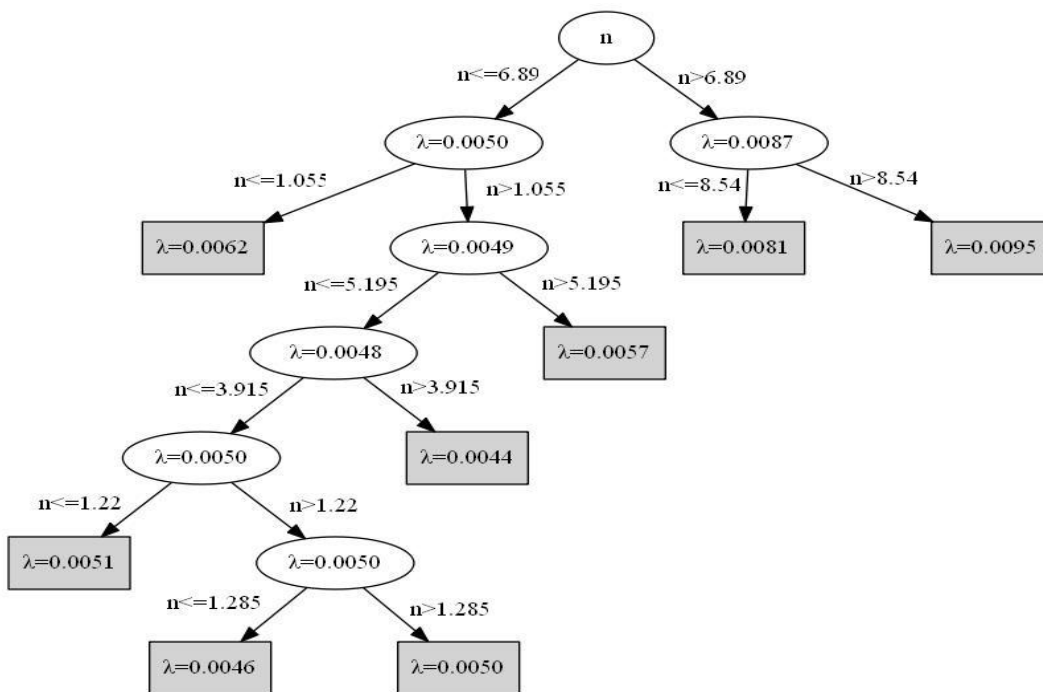 n
n<=6.89
n>6.89
λ=0.0050
λ=0.0087
n<=1.055
n>1.055
n<=8.54
n>8.54
λ=0.0062
λ=0.0049
λ=0.0081
λ=0.0095
n<=5.195
n>5.195
λ=0.0048
λ=0.0057
n<=3.915
n>3.915
λ=0.0050
λ=0.0044
n<=1.22
n>1.22
λ=0.0051
λ=0.0050
n<=1.285
n>1.285
λ=0.0046
λ=0.0050